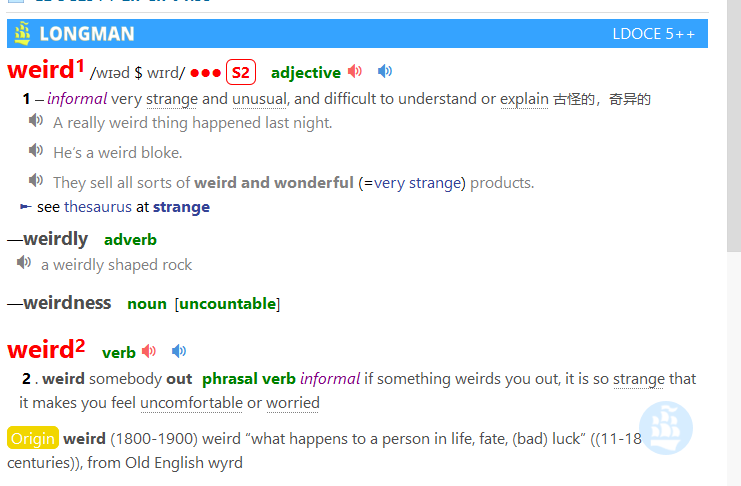 LONGMAN LDOCE 5++
weird1 /wɪəd $ wɪrd/ ●●● S2 adjective
1 – informal very strange and unusual, and difficult to understand or explain 古怪的，奇异的
A really weird thing happened last night.
He's a weird bloke.
They sell all sorts of weird and wonderful (=very strange) products.
► see thesaurus at strange
—weirdly adverb
a weirdly shaped rock
—weirdness noun [uncountable]
weird2 verb
2 . weird somebody out phrasal verb informal if something weirds you out, it is so strange that
it makes you feel uncomfortable or worried
Origin weird (1800-1900) weird “what happens to a person in life, fate, (bad) luck” ((11-18
centuries)), from Old English wyrd